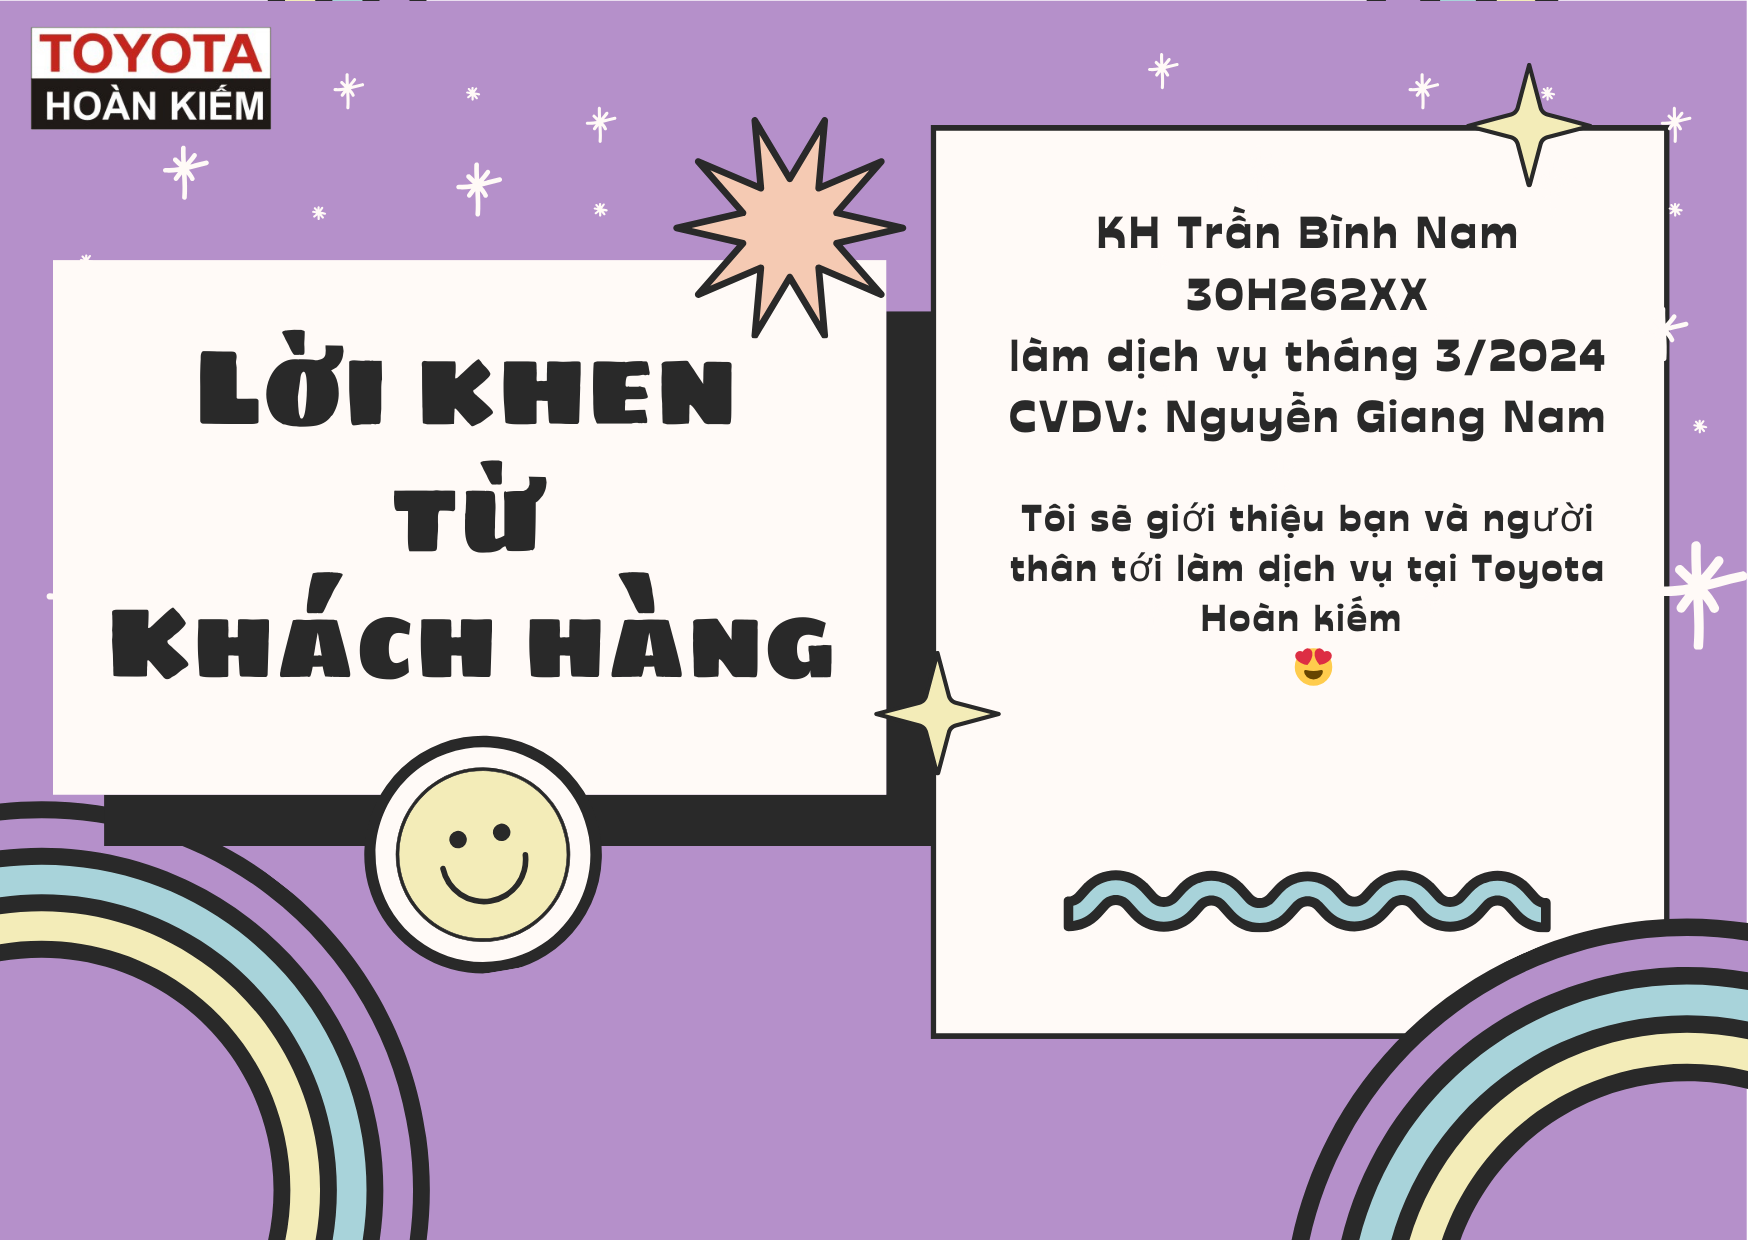 TOYOTA
HOÀN KIẾM
LỜI KHEN
TỪ
KHÁCH HÀNG
KH Trần Bình Nam
30H262XX
làm dịch vụ tháng 3/2024
CVDV: Nguyễn Giang Nam
Tôi sẽ giới thiệu bạn và người
thân tới làm dịch vụ tại Toyota
Hoàn kiếm
😍